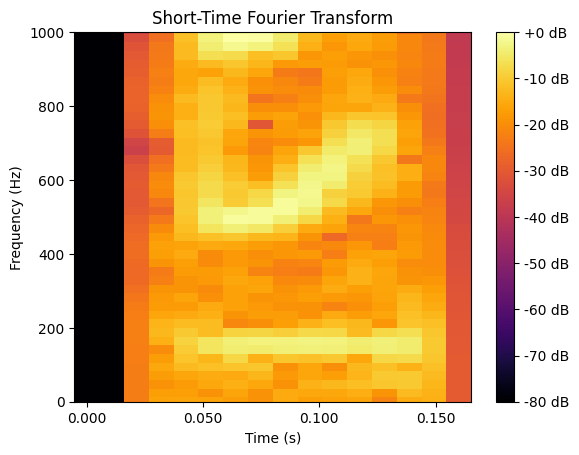 Short-Time Fourier Transform
1000
800
600
400
200
0
Frequency (Hz)
0.000
0.050
0.100
0.150
Time (s)
+0 dB
-10 dB
-20 dB
-30 dB
-40 dB
-50 dB
-60 dB
-70 dB
-80 dB